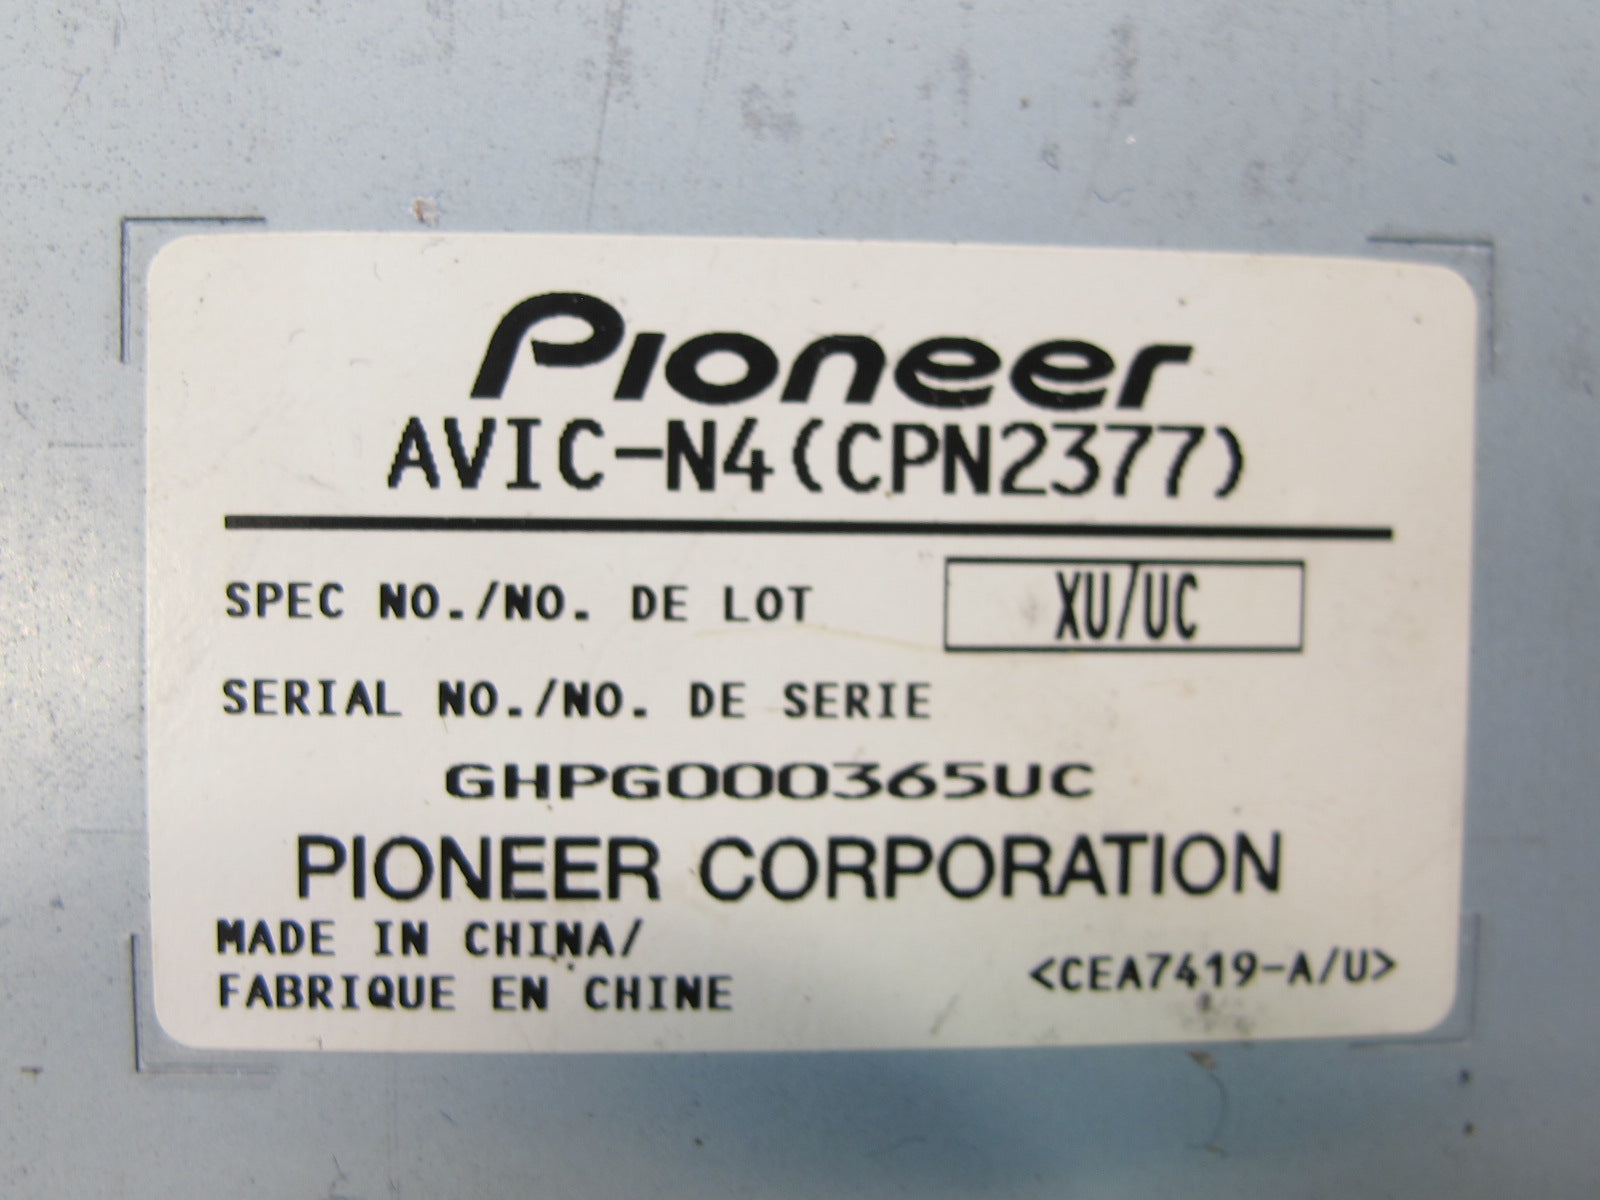 Pioneer
AVIC-N4(CPN2377)
SPEC NO./NO. DE LOT XU/UC
SERIAL NO./NO. DE SERIE
GHPG000365UC
PIONEER CORPORATION
MADE IN CHINA/
FABRIQUE EN CHINE
<CEA7419-A/U>